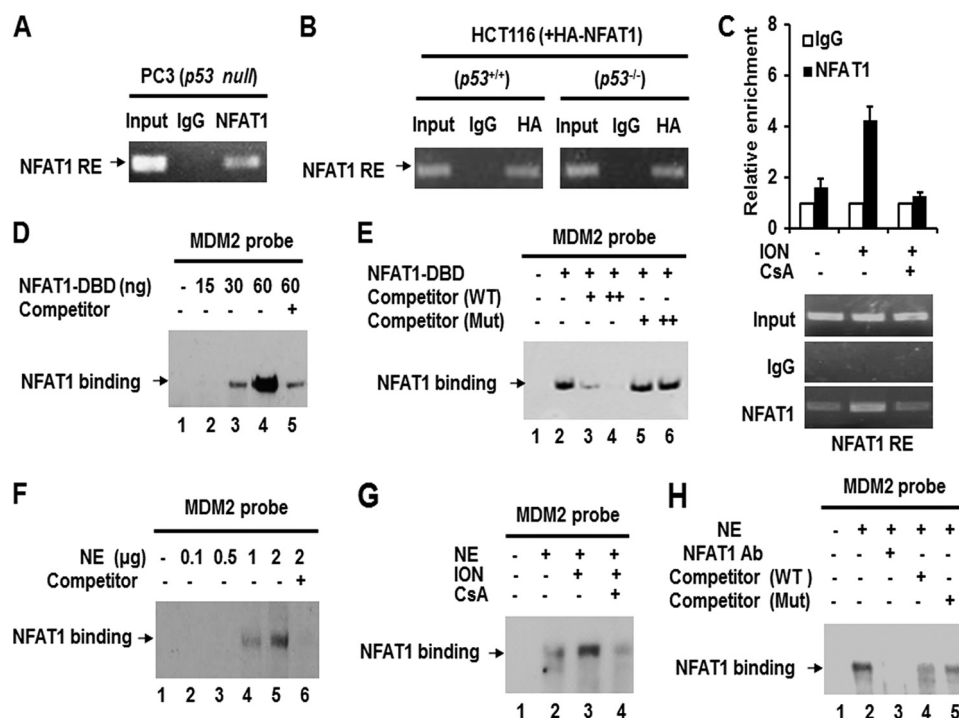 A
PC3 (p53 null)
Input IgG NFAT1
NFAT1 RE
B
HCT116 (+HA-NFAT1)
(p53+/+) (p53-/-)
Input IgG HA Input IgG HA
NFAT1 RE
C
IgG
NFAT1
Relative enrichment
8
6
4
2
0
ION - + +
CsA - - +
Input
IgG
NFAT1
NFAT1 RE
D
MDM2 probe
NFAT1-DBD (ng) - 15 30 60 60
Competitor - - - - +
NFAT1 binding
1 2 3 4 5
E
MDM2 probe
NFAT1-DBD - + + + + +
Competitor (WT) - - + ++ - -
Competitor (Mut) - - - - + ++
NFAT1 binding
1 2 3 4 5 6
F
MDM2 probe
NE (µg) - 0.1 0.5 1 2 2
Competitor - - - - - +
NFAT1 binding
1 2 3 4 5 6
G
MDM2 probe
NE - + + +
ION - - + +
CsA - - - +
NFAT1 binding
1 2 3 4
H
MDM2 probe
NE - + + + +
NFAT1 Ab - - + - -
Competitor (WT ) - - - + -
Competitor (Mut) - - - - +
NFAT1 binding
1 2 3 4 5